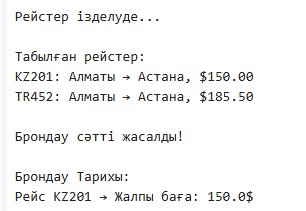 Рейстер ізделуде...
Табылған рейстер:
KZ201: Алматы → Астана, $150.00
TR452: Алматы → Астана, $185.50
Брондау сәтті жасалды!
Брондау Тарихы:
Рейс KZ201 → Жалпы баға: 150.0$